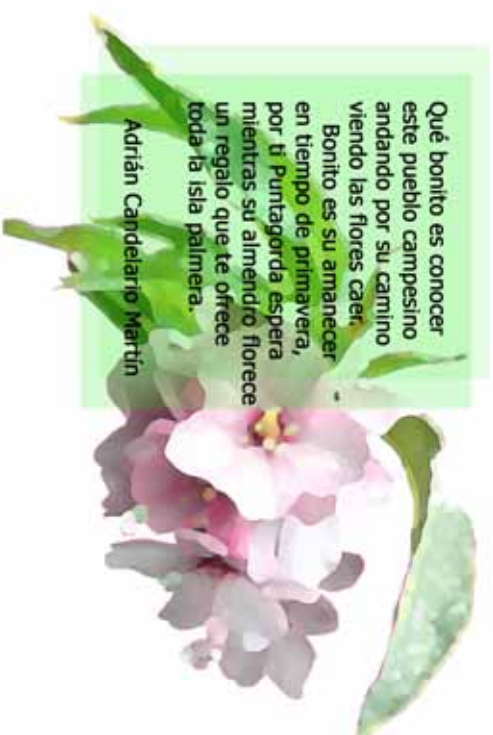 Qué bonito es conocer
este pueblo campesino
andando por su camino
viendo las flores caer.
Bonito es su amanecer
en tiempo de primavera,
por ti Puntagorda espera
mientras su almendro florece
un regalo que te ofrece
toda la isla palmera.
Adrián Candelario Martín